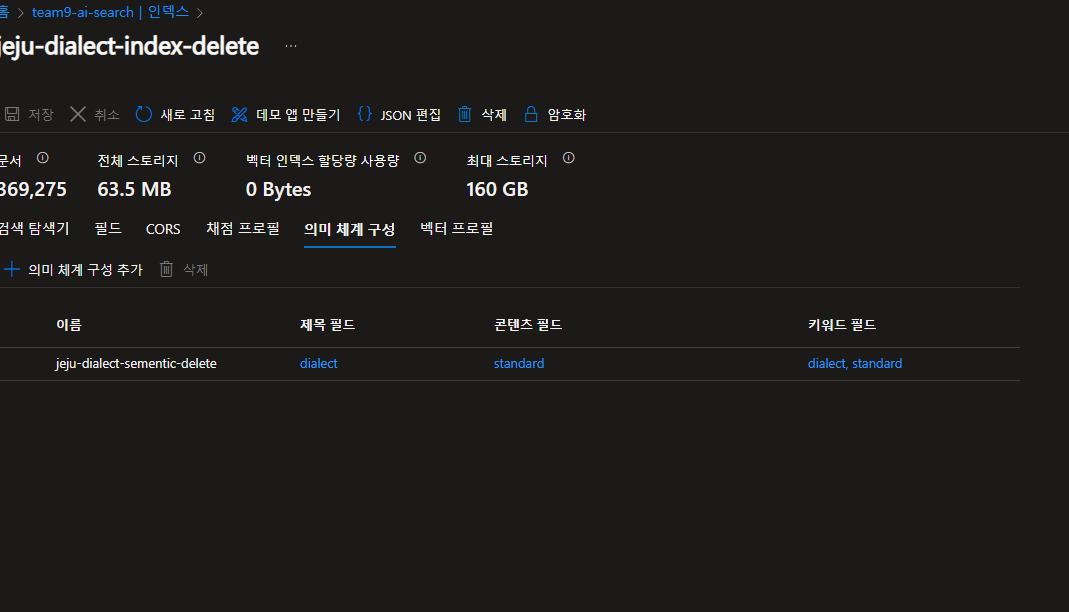 홈 > team9-ai-search | 인덱스 >
jeju-dialect-index-delete ...
저장 취소 새로 고침 데모 앱 만들기 {} JSON 편집 삭제 암호화
문서 전체 스토리지 벡터 인덱스 할당량 사용량 최대 스토리지
369,275 63.5 MB 0 Bytes 160 GB
검색 탐색기 필드 CORS 채점 프로필 의미 체계 구성 벡터 프로필
+ 의미 체계 구성 추가 삭제
이름 제목 필드 콘텐츠 필드 키워드 필드
jeju-dialect-sementic-delete dialect standard dialect, standard